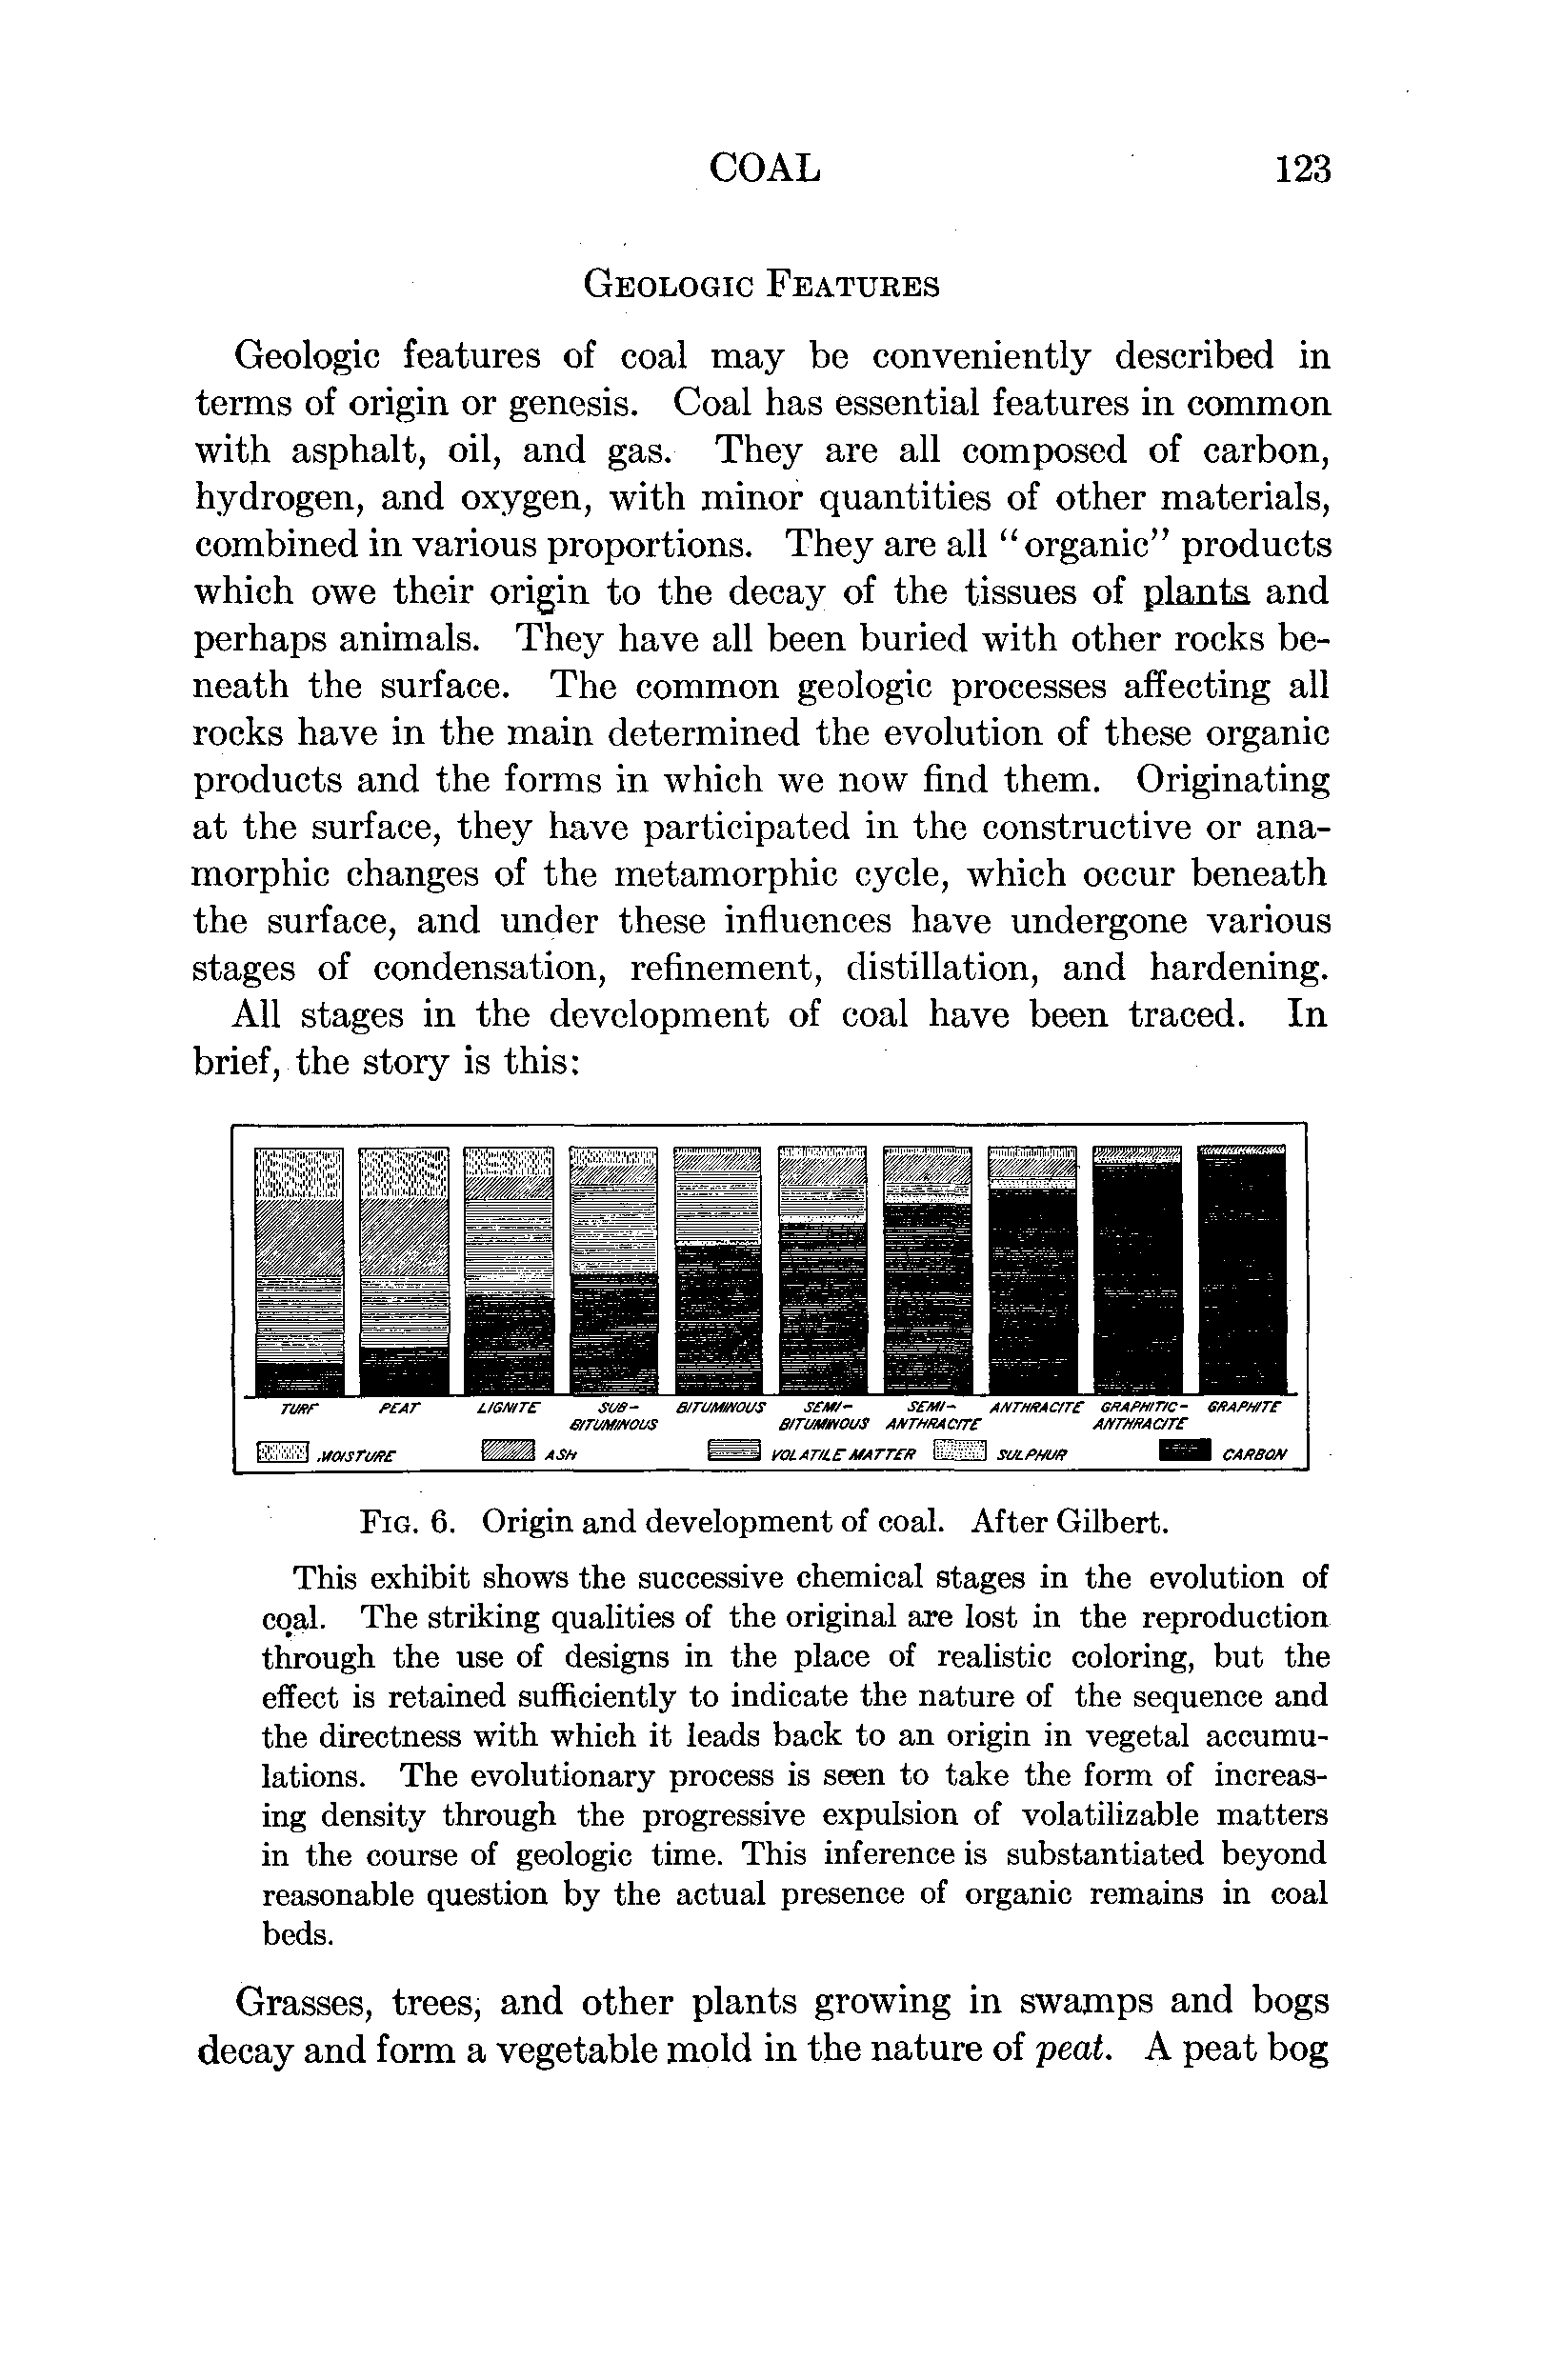 COAL 123
GEOLOGIC FEATURES
Geologic features of coal may be conveniently described in
terms of origin or genesis. Coal has essential features in common
with asphalt, oil, and gas. They are all composed of carbon,
hydrogen, and oxygen, with minor quantities of other materials,
combined in various proportions. They are all “organic” products
which owe their origin to the decay of the tissues of plants and
perhaps animals. They have all been buried with other rocks be-
neath the surface. The common geologic processes affecting all
rocks have in the main determined the evolution of these organic
products and the forms in which we now find them. Originating
at the surface, they have participated in the constructive or ana-
morphic changes of the metamorphic cycle, which occur beneath
the surface, and under these influences have undergone various
stages of condensation, refinement, distillation, and hardening.
All stages in the development of coal have been traced. In
brief, the story is this:
TURF PEAT LIGNITE SUB- BITUMINOUS SEMI- SEMI- ANTHRACITE GRAPHITIC- GRAPHITE
BITUMINOUS BITUMINOUS ANTHRACITE ANTHRACITE
MOISTURE ASH VOLATILE MATTER SULPHUR CARBON
FIG. 6. Origin and development of coal. After Gilbert.
This exhibit shows the successive chemical stages in the evolution of
coal. The striking qualities of the original are lost in the reproduction
through the use of designs in the place of realistic coloring, but the
effect is retained sufficiently to indicate the nature of the sequence and
the directness with which it leads back to an origin in vegetal accumu-
lations. The evolutionary process is seen to take the form of increas-
ing density through the progressive expulsion of volatilizable matters
in the course of geologic time. This inference is substantiated beyond
reasonable question by the actual presence of organic remains in coal
beds.
Grasses, trees, and other plants growing in swamps and bogs
decay and form a vegetable mold in the nature of peat. A peat bog